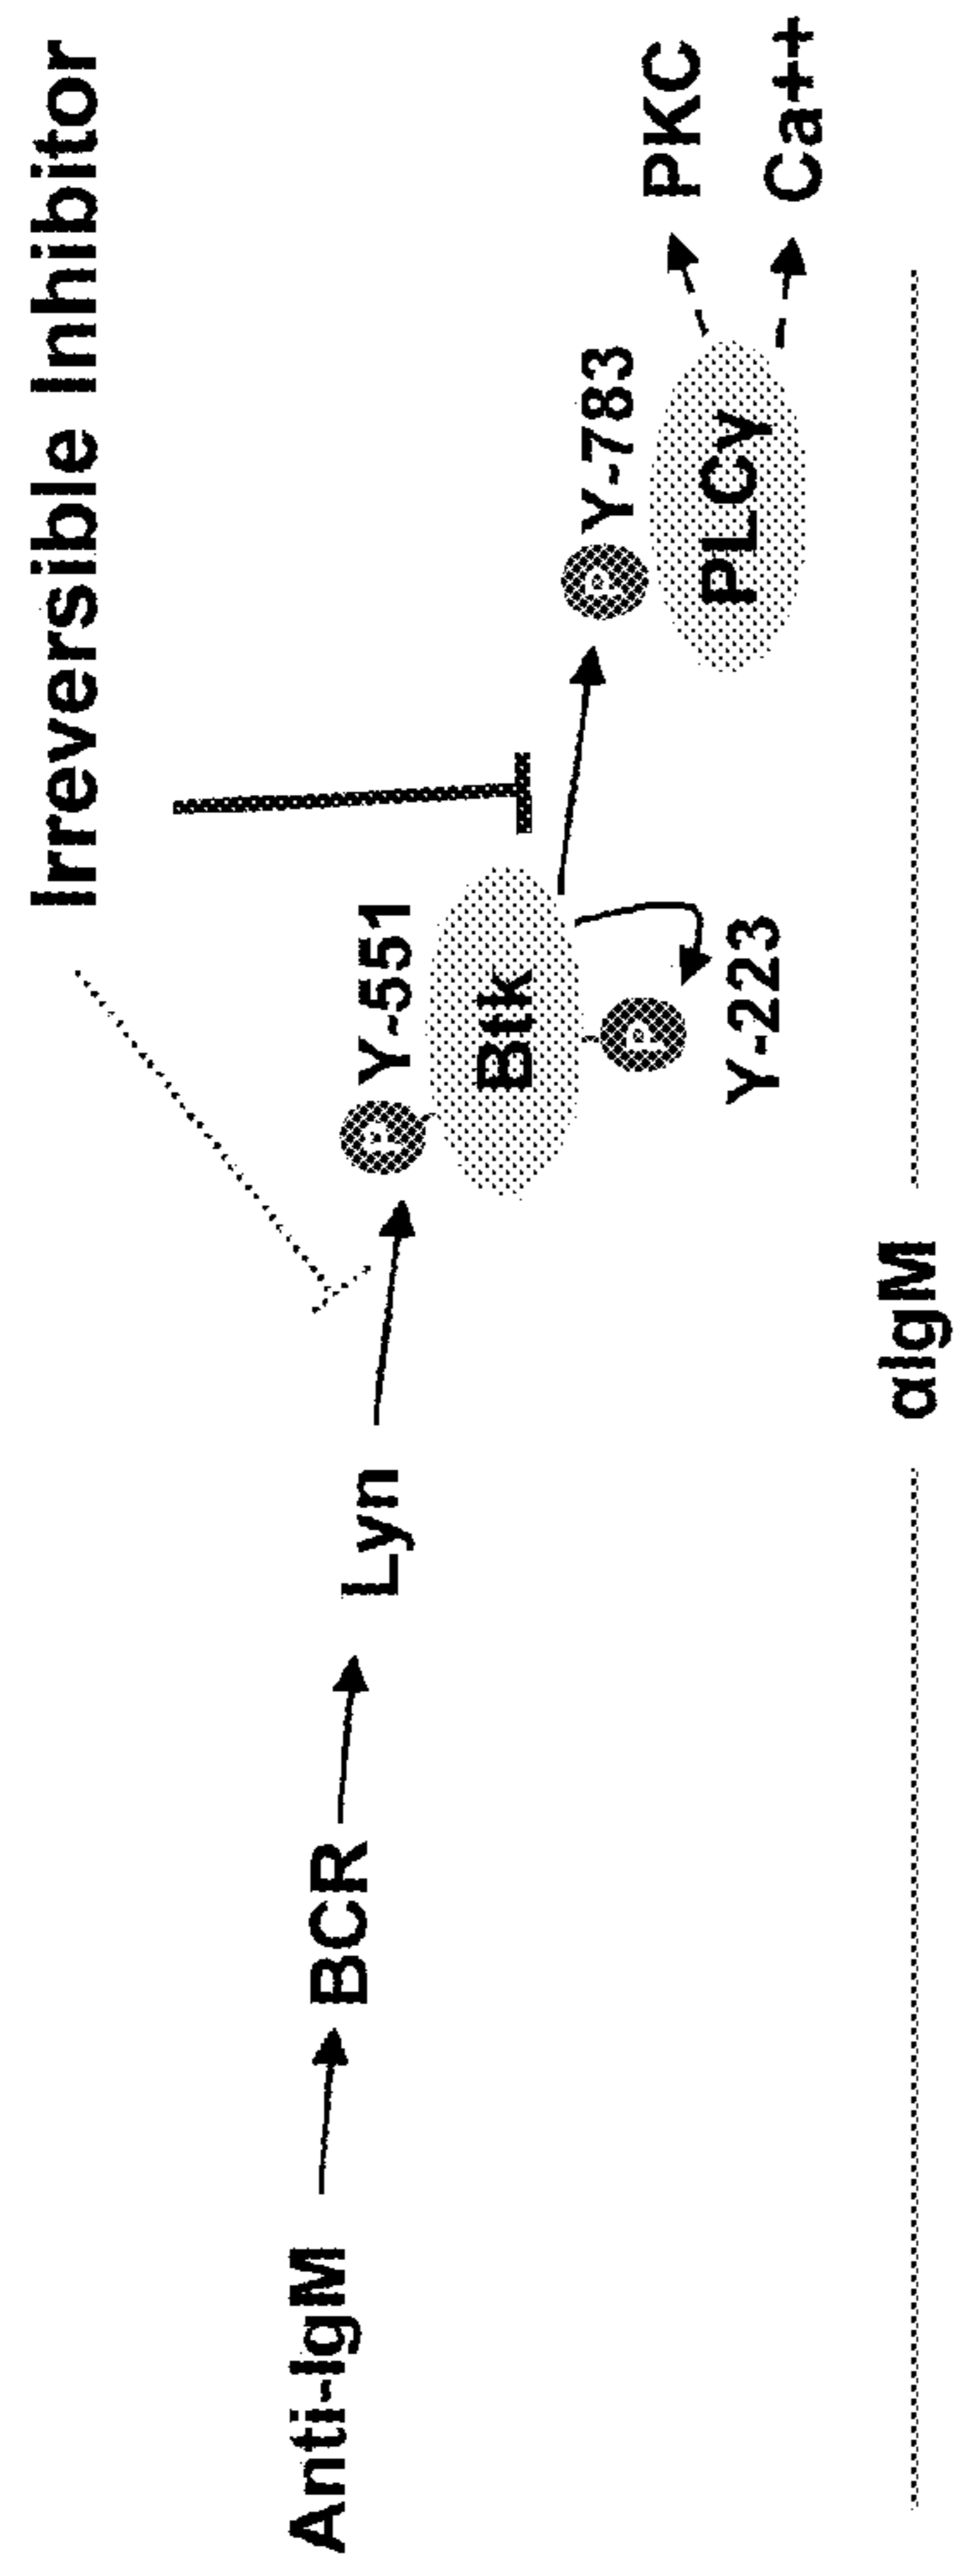 Irreversible Inhibitor
Anti-IgM
BCR
Lyn
P
Y-551
Btk
P
Y-223
P
Y-783
PLCγ
PKC
Ca++
αIgM